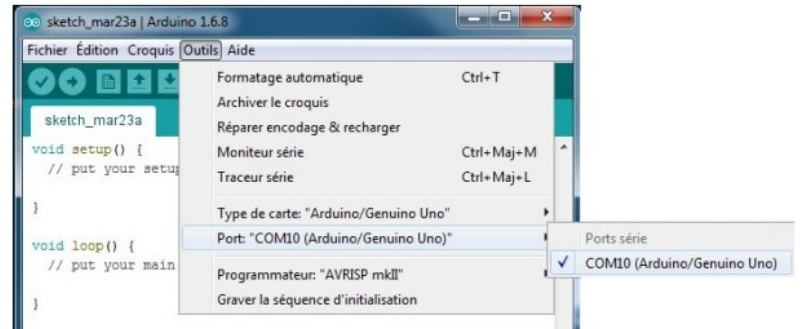 sketch_mar23a | Arduino 1.6.8
Fichier Édition Croquis Outils Aide
sketch_mar23a
void setup() {
// put your setup

}

void loop() {
// put your main

}
Formatage automatique Ctrl+T
Archiver le croquis
Réparer encodage & recharger
Moniteur série Ctrl+Maj+M
Traceur série Ctrl+Maj+L
Type de carte: "Arduino/Genuino Uno"
Port: "COM10 (Arduino/Genuino Uno)"
Programmateur: "AVRISP mkII"
Graver la séquence d'initialisation
Ports série
COM10 (Arduino/Genuino Uno)